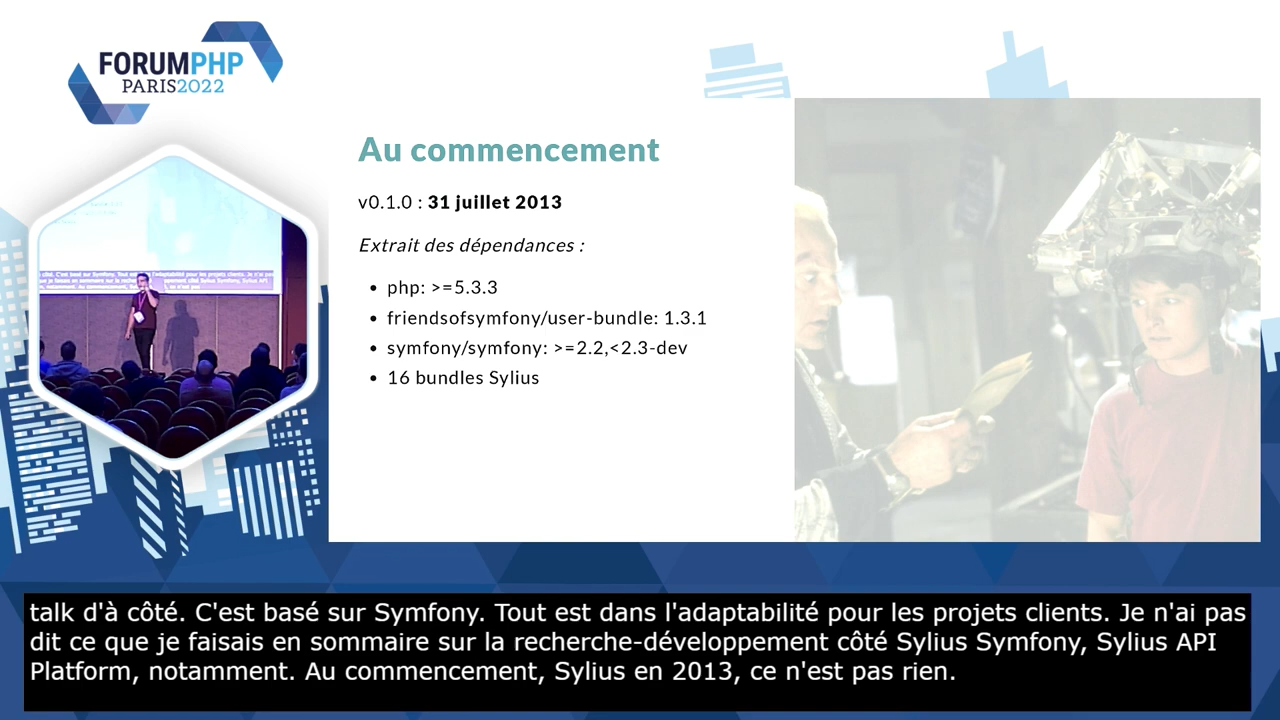 FORUMPHP
PARIS2022
Au commencement
v0.1.0 : 31 juillet 2013
Extrait des dépendances :
• php: >=5.3.3
• friendsofsymfony/user-bundle: 1.3.1
• symfony/symfony: >=2.2,<2.3-dev
• 16 bundles Sylius
talk d'à côté. C'est basé sur Symfony. Tout est dans l'adaptabilité pour les projets clients. Je n'ai pas
dit ce que je faisais en sommaire sur la recherche-développement côté Sylius Symfony, Sylius API
Platform, notamment. Au commencement, Sylius en 2013, ce n'est pas rien.